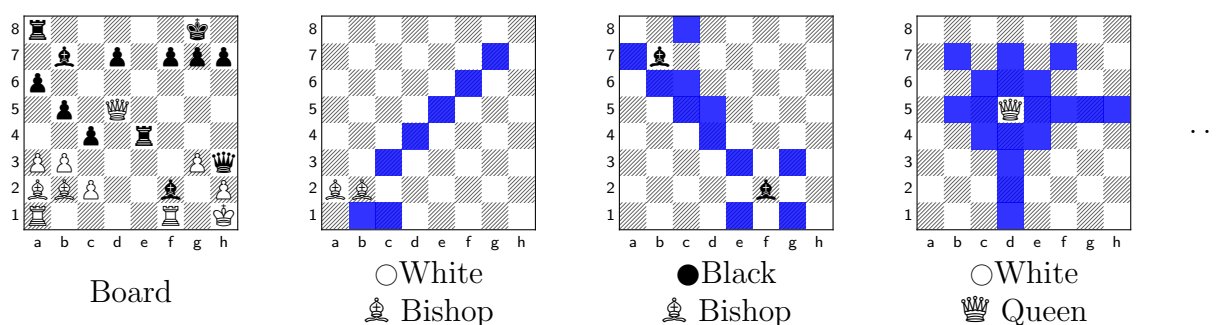 8 8 8 8
7 7 7 7
6 6 6 6
5 5 5 5
4 4 4 4
3 3 3 3
2 2 2 2
1 1 1 1
a b c d e f g h a b c d e f g h a b c d e f g h a b c d e f g h
Board
○White
♗ Bishop
●Black
♗ Bishop
○White
♕ Queen
..